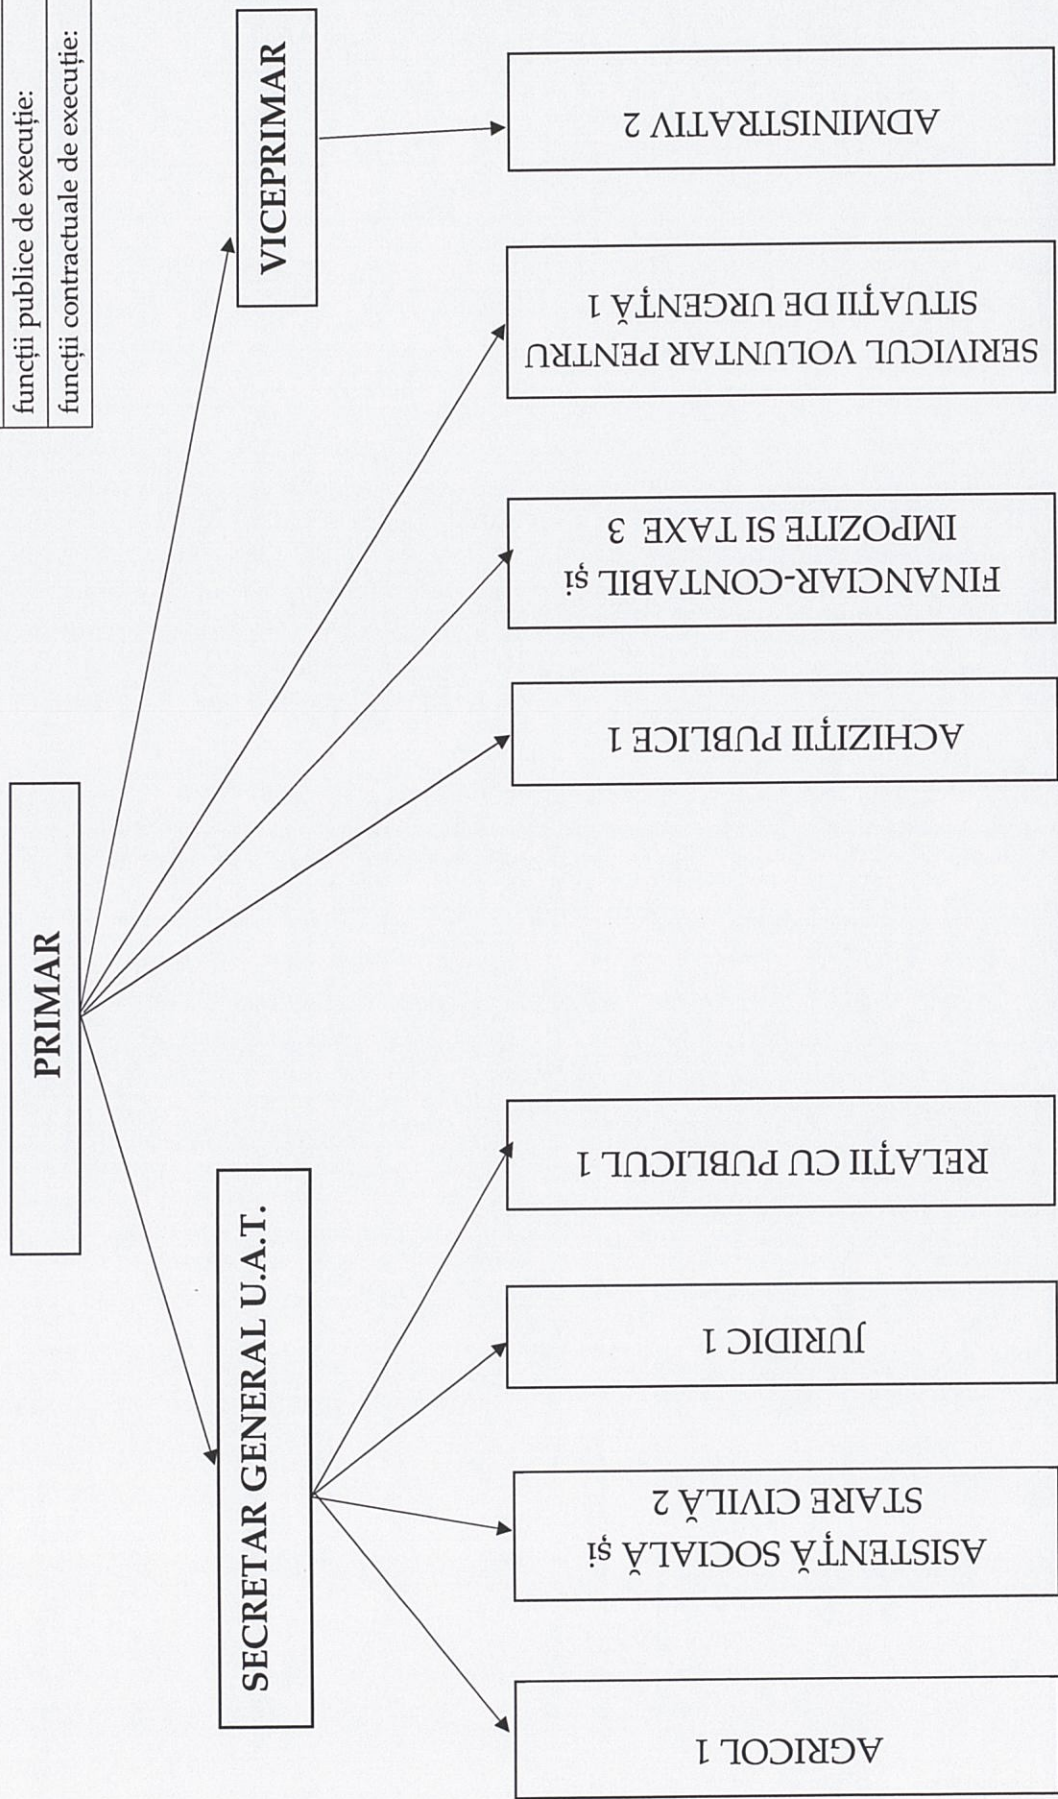 funcții publice de execuție:
funcții contractuale de execuție:
PRIMAR
SECRETAR GENERAL U.A.T.
VICEPRIMAR
AGRICOL 1
ASISTENȚĂ SOCIALĂ și
STARE CIVILĂ 2
JURIDIC 1
RELAȚII CU PUBLICUL 1
ACHIZIȚII PUBLICE 1
FINANCIAR-CONTABIL și
IMPOZITE SI TAXE 3
SERIVICUL VOLUNTAR PENTRU
SITUAȚII DE URGENȚĂ 1
ADMINISTRATIV 2